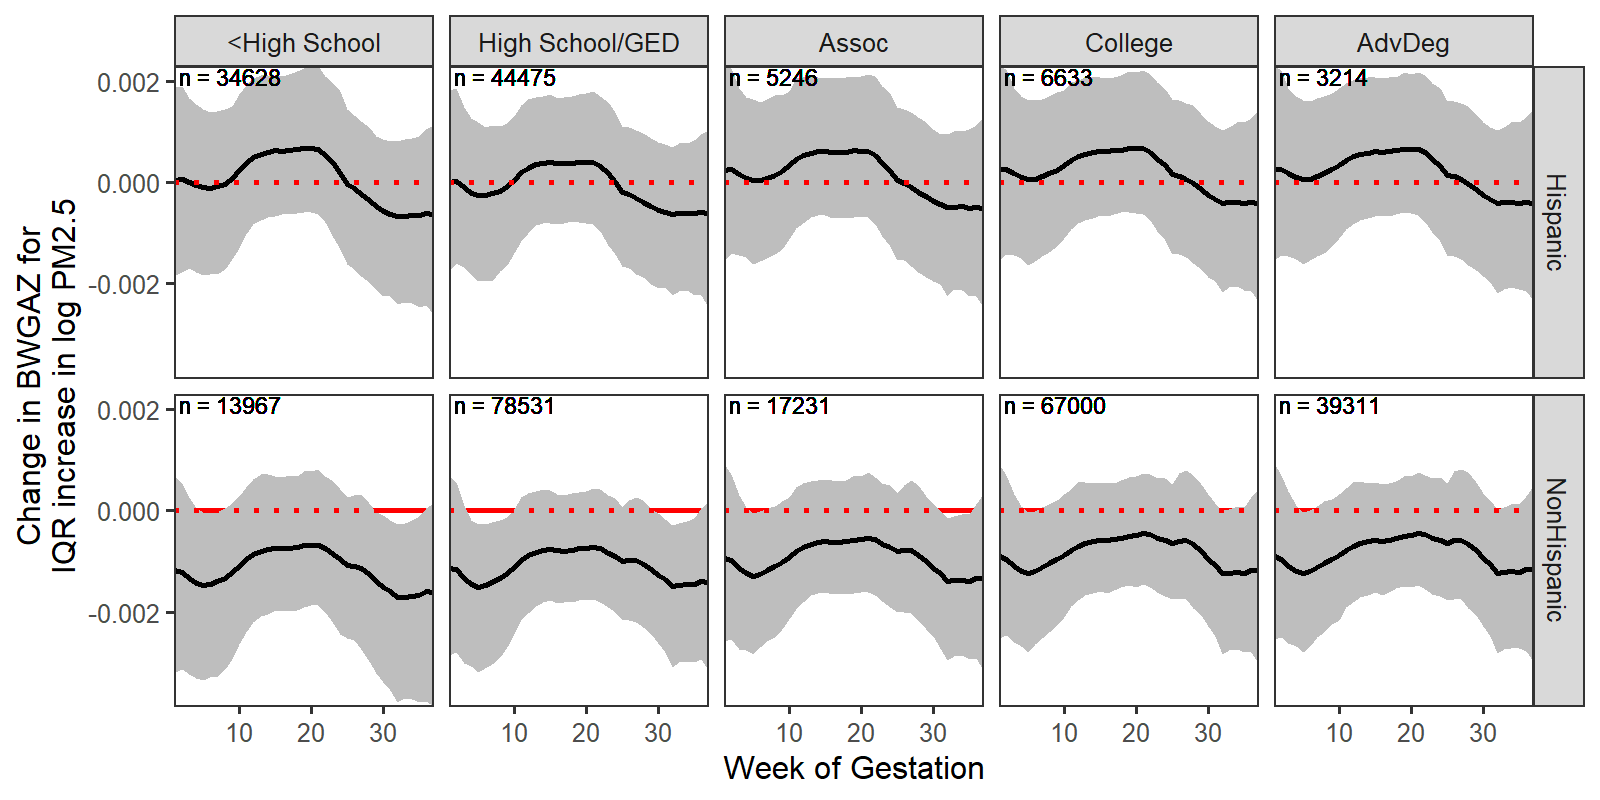 <High School
High School/GED
Assoc
College
AdvDeg
n = 34628
n = 44475
n = 5246
n = 6633
n = 3214
0.002
0.000
-0.002
Hispanic
n = 13967
n = 78531
n = 17231
n = 67000
n = 39311
0.002
0.000
-0.002
NonHispanic
Change in BWGAZ for
IQR increase in log PM2.5
10 20 30
10 20 30
10 20 30
10 20 30
10 20 30
Week of Gestation